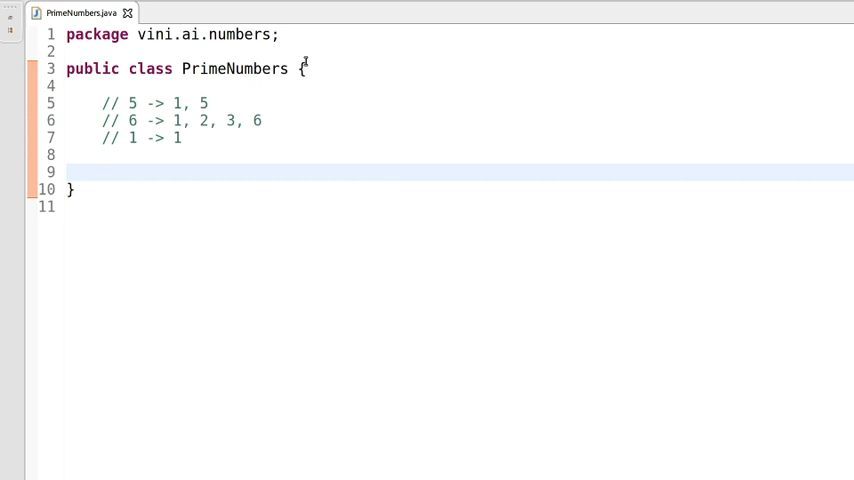 PrimeNumbers.java
1 package vini.ai.numbers;
2
3 public class PrimeNumbers {
4
5 // 5 -> 1, 5
6 // 6 -> 1, 2, 3, 6
7 // 1 -> 1
8
9
10 }
11